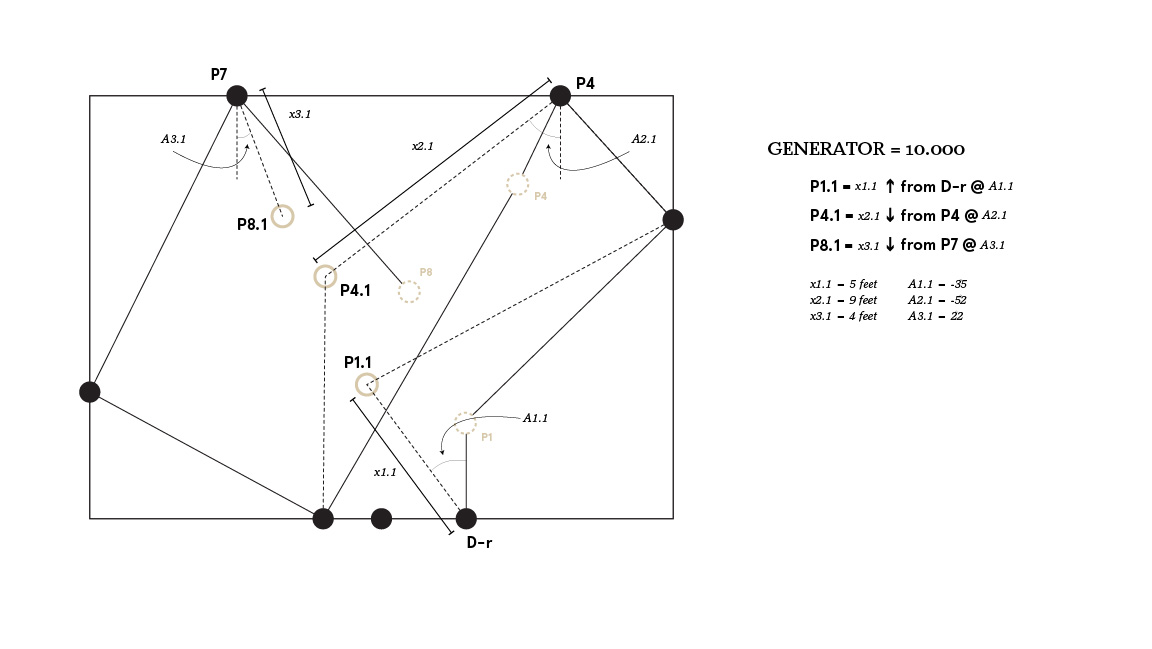 P7
P4
x3.1
A3.1
x2.1
A2.1
P4
P8.1
P8
P4.1
P1.1
A1.1
P1
x1.1
D-r
GENERATOR = 10.000
P1.1 = x1.1 ↑ from D-r @ A1.1
P4.1 = x2.1 ↓ from P4 @ A2.1
P8.1 = x3.1 ↓ from P7 @ A3.1
x1.1 = 5 feet A1.1 = -35
x2.1 = 9 feet A2.1 = -52
x3.1 = 4 feet A3.1 = 22